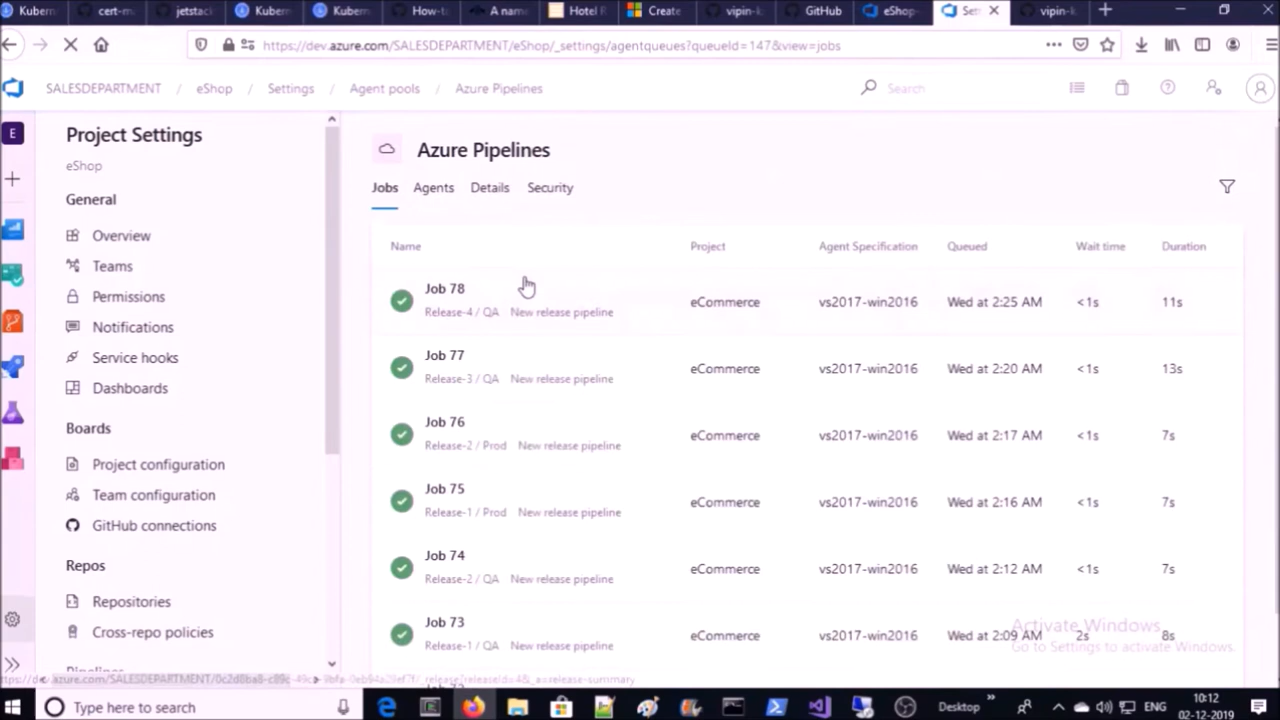 Kubern
cert-m
jetstack
Kubern
Kubern
How-to
A name
Hotel R
Create
vipin-k
GitHub
eShop-
Set
vipin-k
https://dev.azure.com/SALESDEPARTMENT/eShop/_settings/agentqueues?queueId=147&view=jobs
SALESDEPARTMENT / eShop / Settings / Agent pools / Azure Pipelines
Search
E
Project Settings
eShop
General
Overview
Teams
Permissions
Notifications
Service hooks
Dashboards
Boards
Project configuration
Team configuration
GitHub connections
Repos
Repositories
Cross-repo policies
Pipelines
Azure Pipelines
Jobs Agents Details Security
Name Project Agent Specification Queued Wait time Duration
Job 78
Release-4 / QA New release pipeline
eCommerce vs2017-win2016 Wed at 2:25 AM <1s 11s
Job 77
Release-3 / QA New release pipeline
eCommerce vs2017-win2016 Wed at 2:20 AM <1s 13s
Job 76
Release-2 / Prod New release pipeline
eCommerce vs2017-win2016 Wed at 2:17 AM <1s 7s
Job 75
Release-1 / Prod New release pipeline
eCommerce vs2017-win2016 Wed at 2:16 AM <1s 7s
Job 74
Release-2 / QA New release pipeline
eCommerce vs2017-win2016 Wed at 2:12 AM <1s 7s
Job 73
Release-1 / QA New release pipeline
eCommerce vs2017-win2016 Wed at 2:09 AM 2s 8s
Activate Windows
Go to Settings to activate Windows.
Type here to search
Desktop
ENG
10:12
02-12-2019